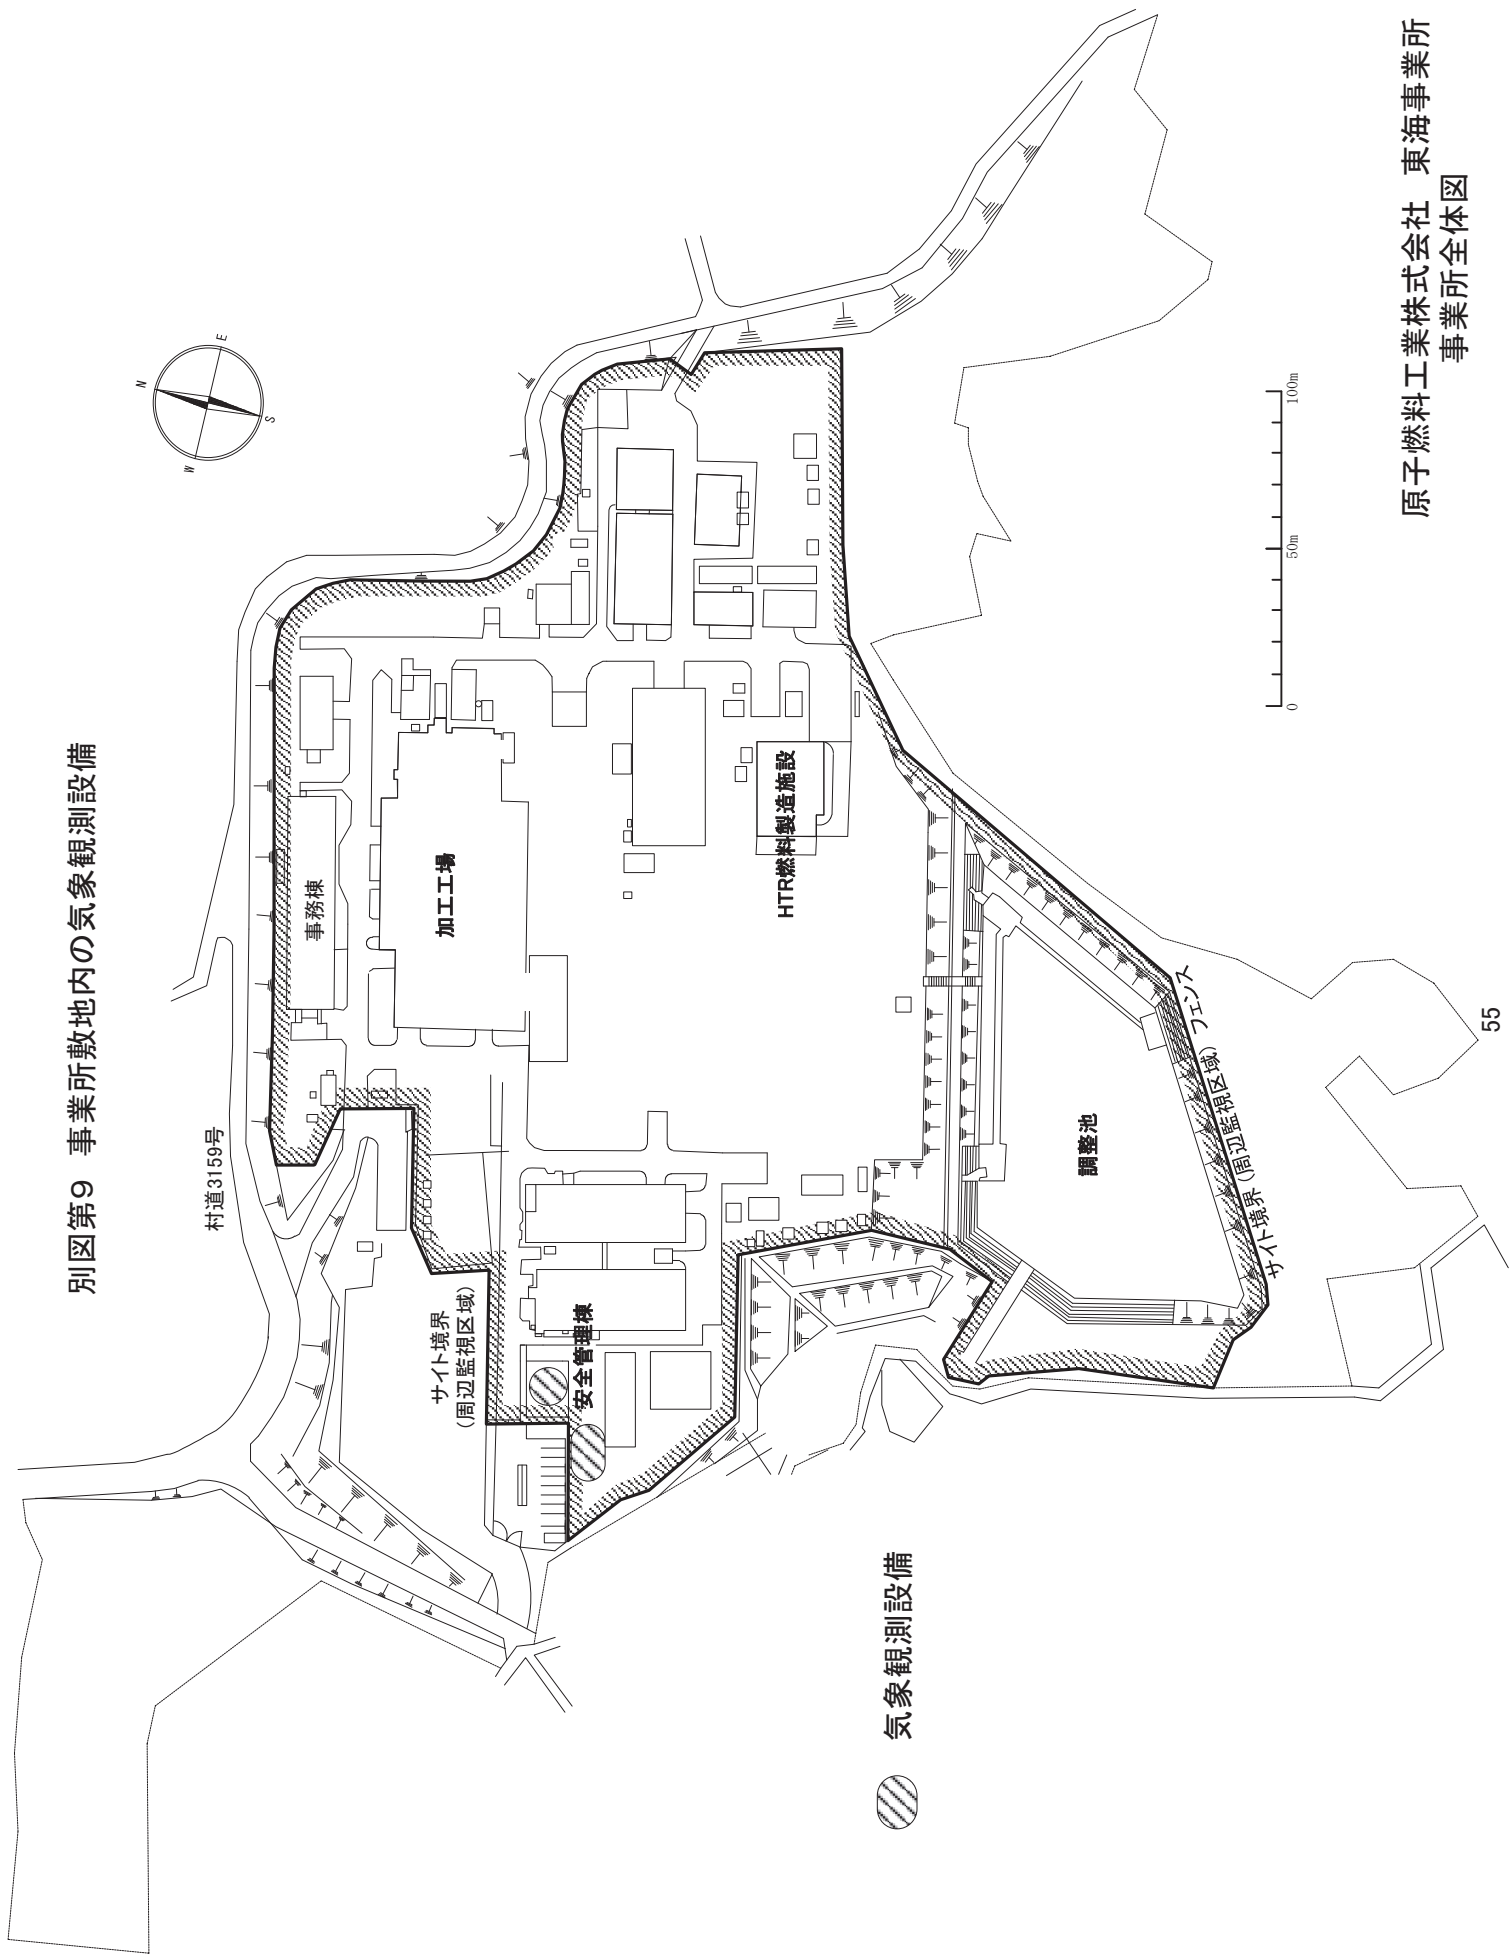 別図第9　事業所敷地内の気象観測設備
N
E
S
W
村道3159号
事務棟
加工工場
HTR燃料製造施設
サイト境界
(周辺監視区域)
安全管理棟
調整池
サイト境界(周辺監視区域) フェンス
気象観測設備
0
50m
100m
原子燃料工業株式会社　東海事業所
事業所全体図
55